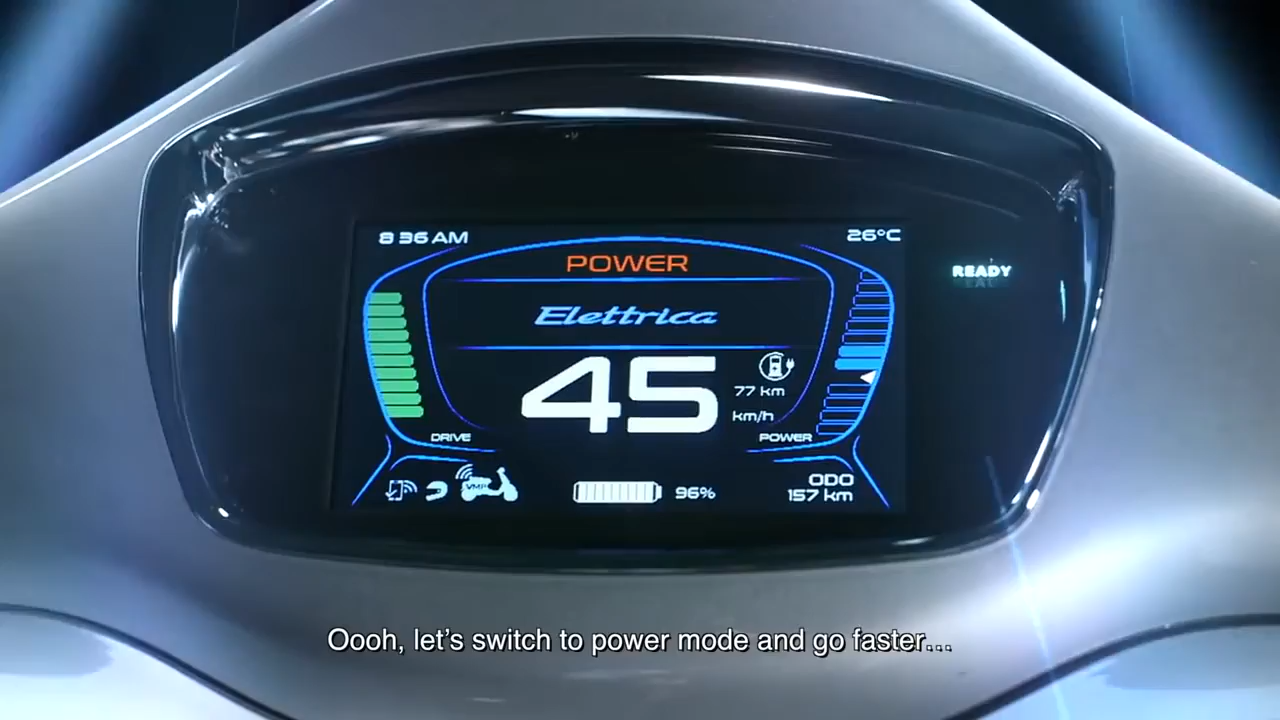 8 36 AM
26°C
POWER
READY
Elettrica
45
77 km
km/h
DRIVE
POWER
VMP
96%
ODO
157 km
Oooh, let's switch to power mode and go faster...